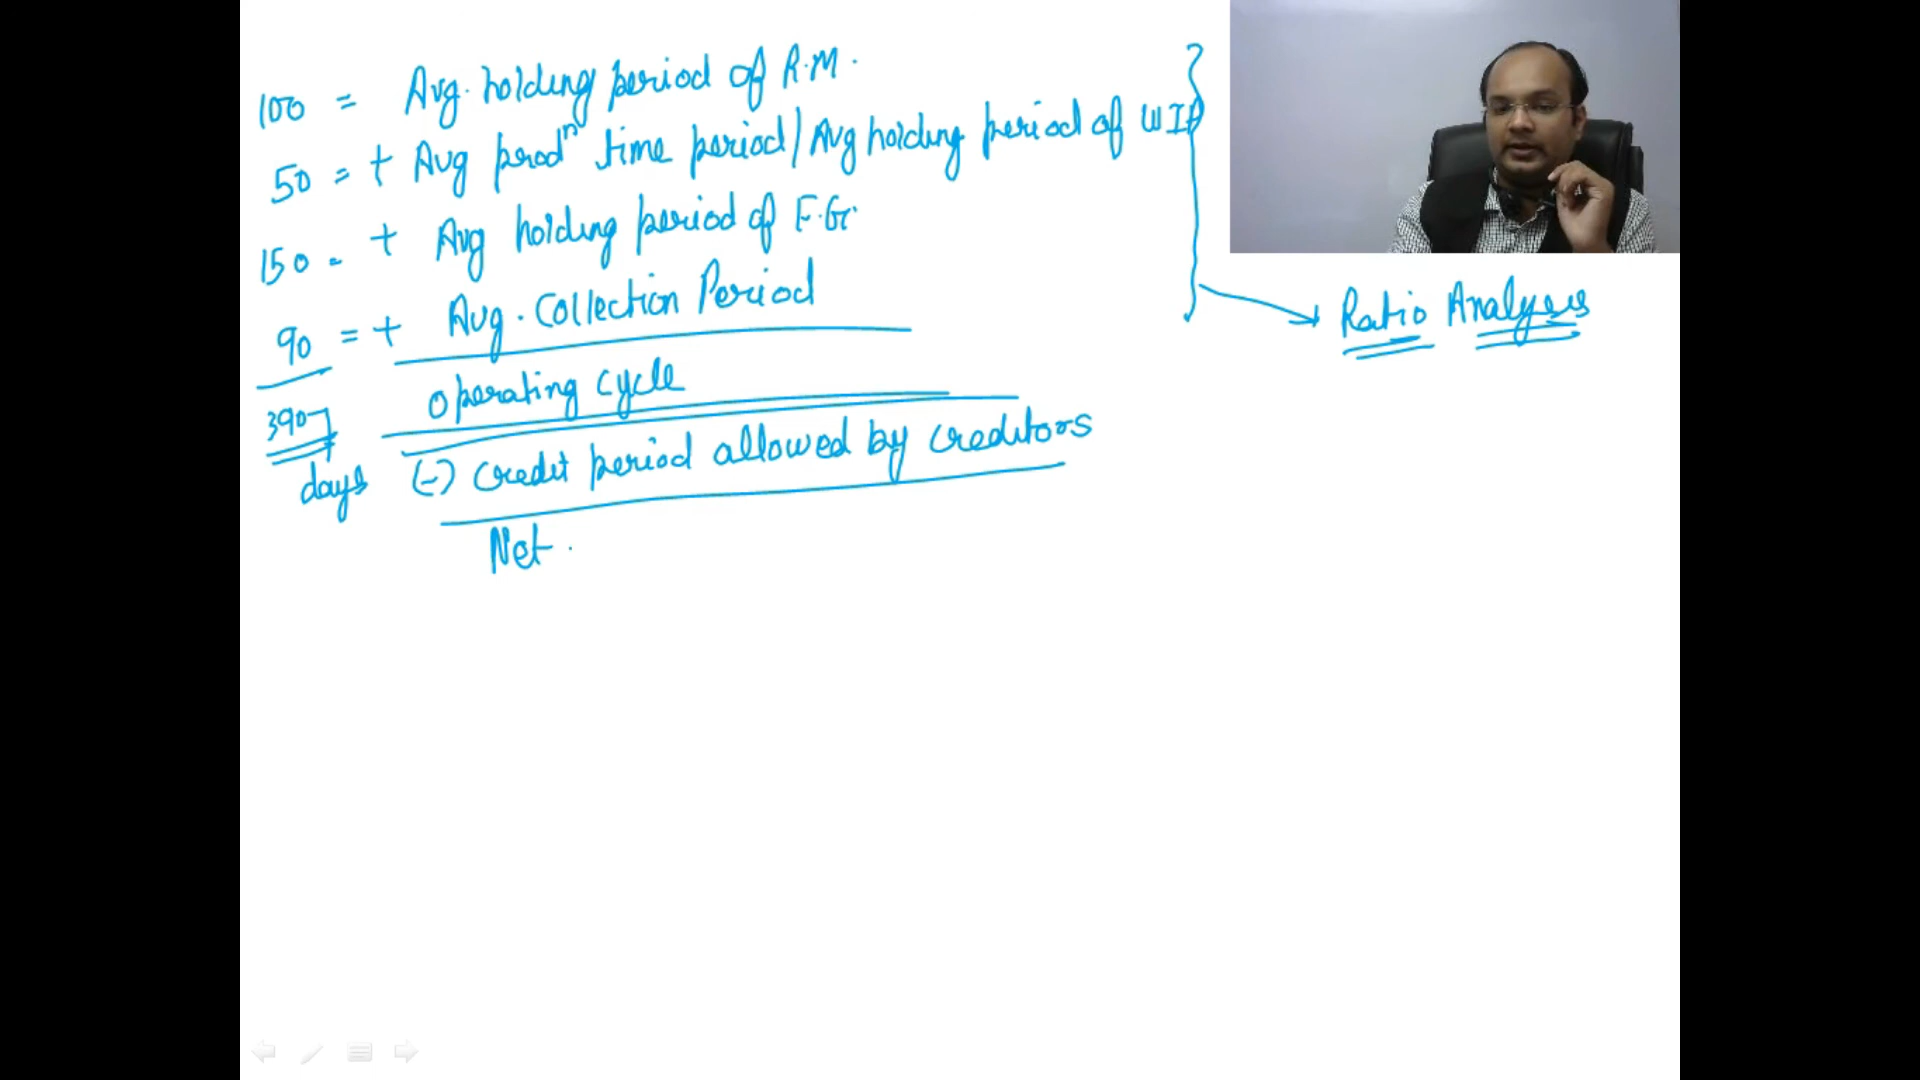 100 = Avg. holding period of R.M.
50 = + Avg prodⁿ time period / Avg holding period of WIP
150 = + Avg holding period of F.G.
90 = + Avg. Collection Period
Ratio Analysis
390 operating cycle
days (-) credit period allowed by creditors
Net